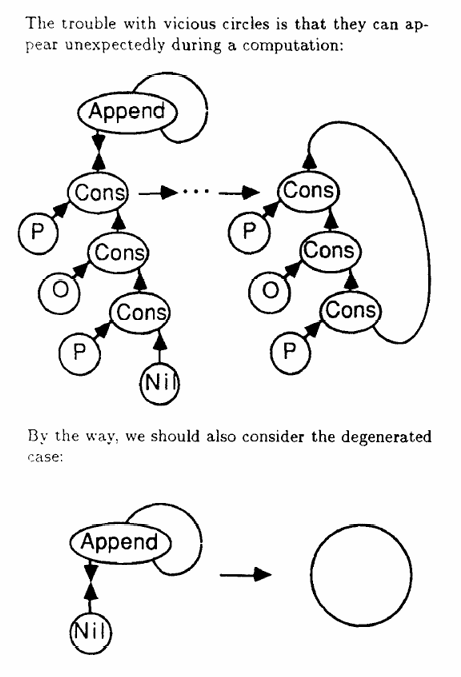 The trouble with vicious circles is that they can ap-
pear unexpectedly during a computation:
Append
Cons
...
Cons
P
P
Cons
Cons
O
O
Cons
Cons
P
P
Nil
By the way, we should also consider the degenerated
case:
Append
Nil